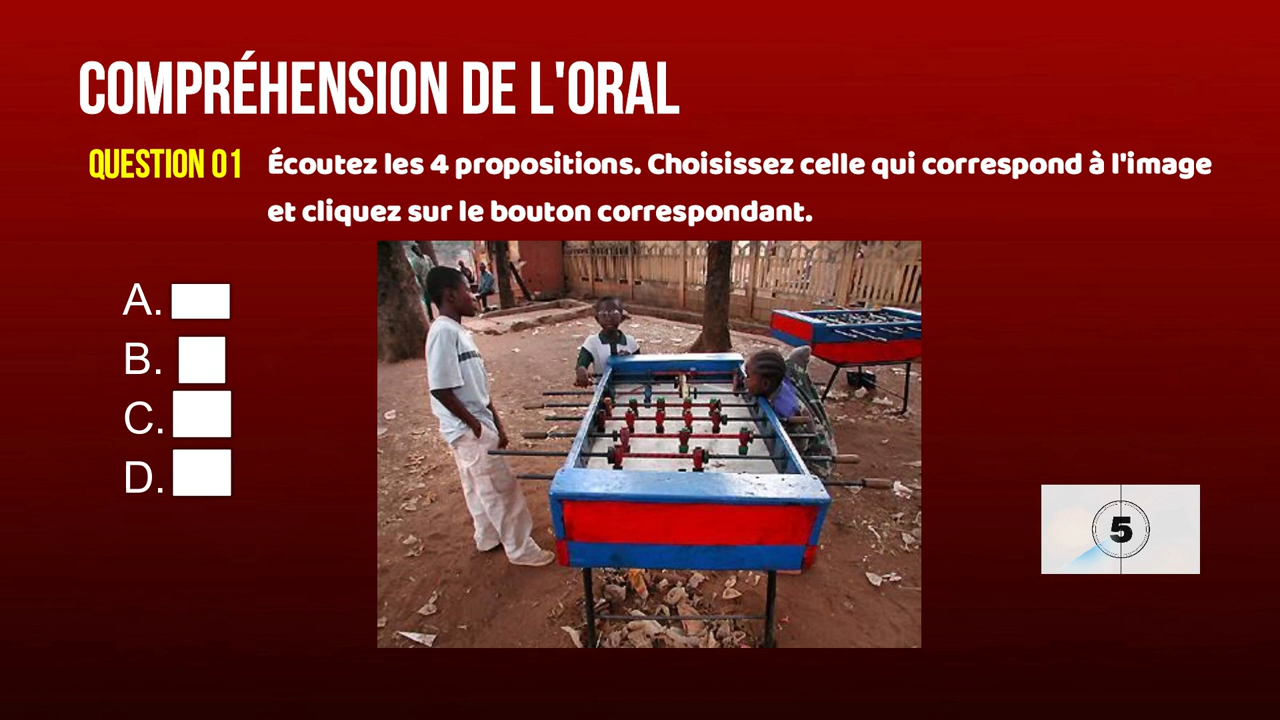 COMPRÉHENSION DE L'ORAL
QUESTION 01 Écoutez les 4 propositions. Choisissez celle qui correspond à l'image
et cliquez sur le bouton correspondant.
A.
B.
C.
D.
5